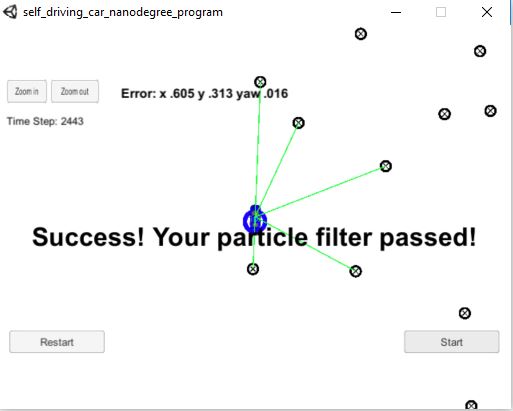 self_driving_car_nanodegree_program
Zoom in Zoom out
Error: x .605 y .313 yaw .016
Time Step: 2443
Success! Your particle filter passed!
Restart Start